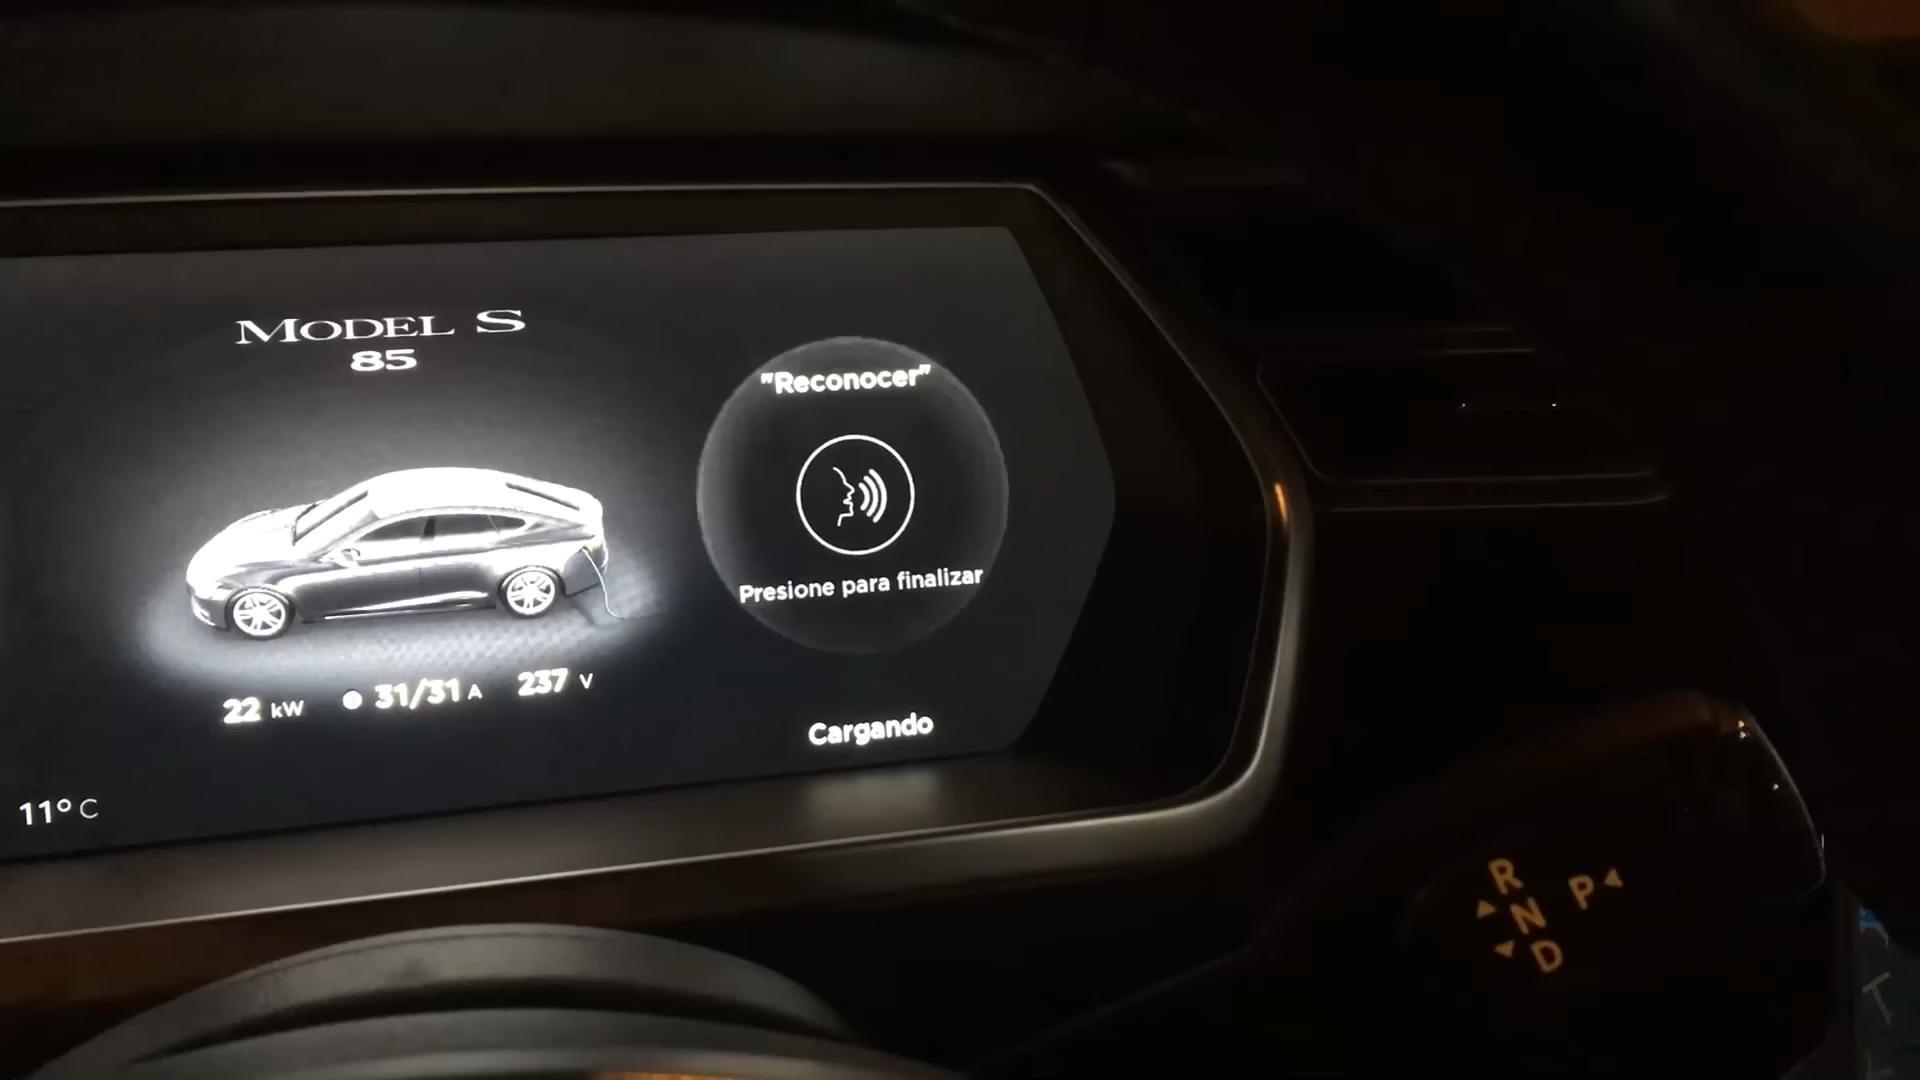 MODEL S
85
"Reconocer"
Presione para finalizar
22 kW 31/31 A 237 V
Cargando
11° C
R
N
D
P
T